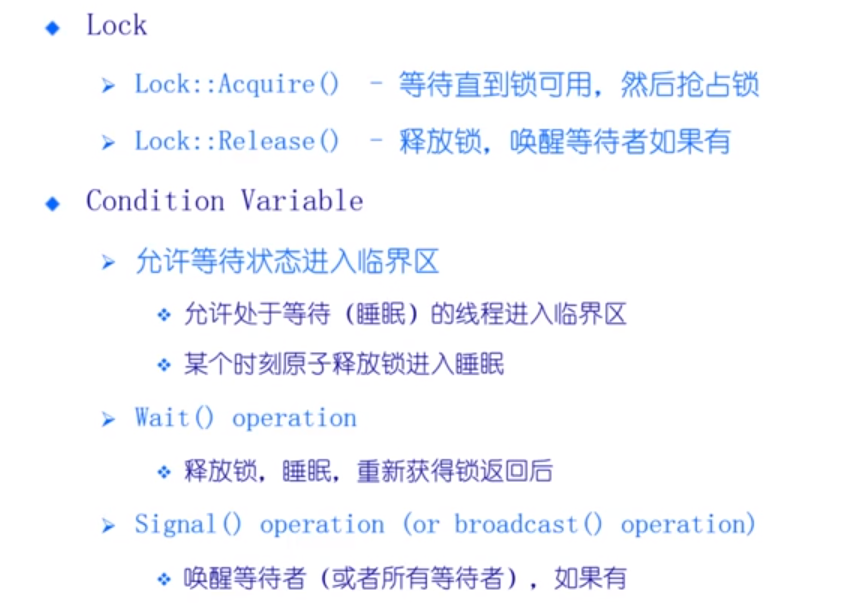 Lock
Lock::Acquire() - 等待直到锁可用，然后抢占锁
Lock::Release() - 释放锁，唤醒等待者如果有
Condition Variable
允许等待状态进入临界区
允许处于等待（睡眠）的线程进入临界区
某个时刻原子释放锁进入睡眠
Wait() operation
释放锁，睡眠，重新获得锁返回后
Signal() operation (or broadcast() operation)
唤醒等待者（或者所有等待者），如果有